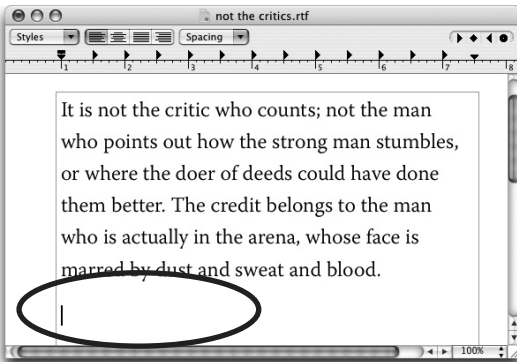 not the critics.rtf
Styles Spacing
1 2 3 4 5 6 7 8
It is not the critic who counts; not the man
who points out how the strong man stumbles,
or where the doer of deeds could have done
them better. The credit belongs to the man
who is actually in the arena, whose face is
marred by dust and sweat and blood.
100%